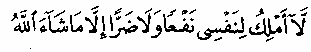 لَّآ أَمْلِكُ لِنَفْسِى نَفْعًا وَلَا ضَرًّا إِلَّا مَا شَآءَ ٱللَّهُ